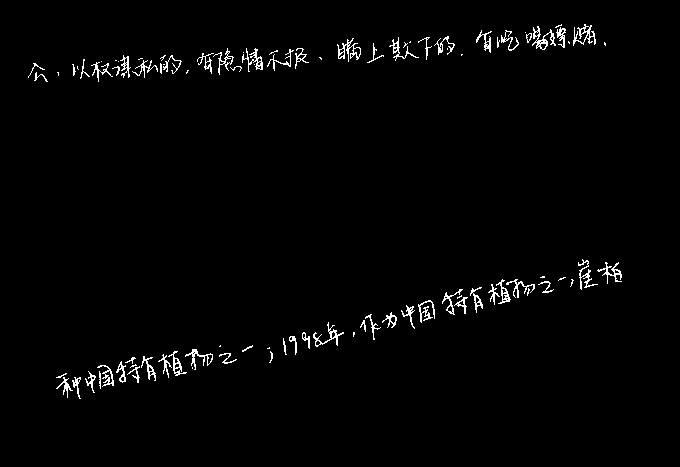 公、以权谋私的,有隐情不报、瞒上欺下的,有吃喝嫖赌、
种中国特有植物之一;1998年,作为中国特有植物之一,崖柏